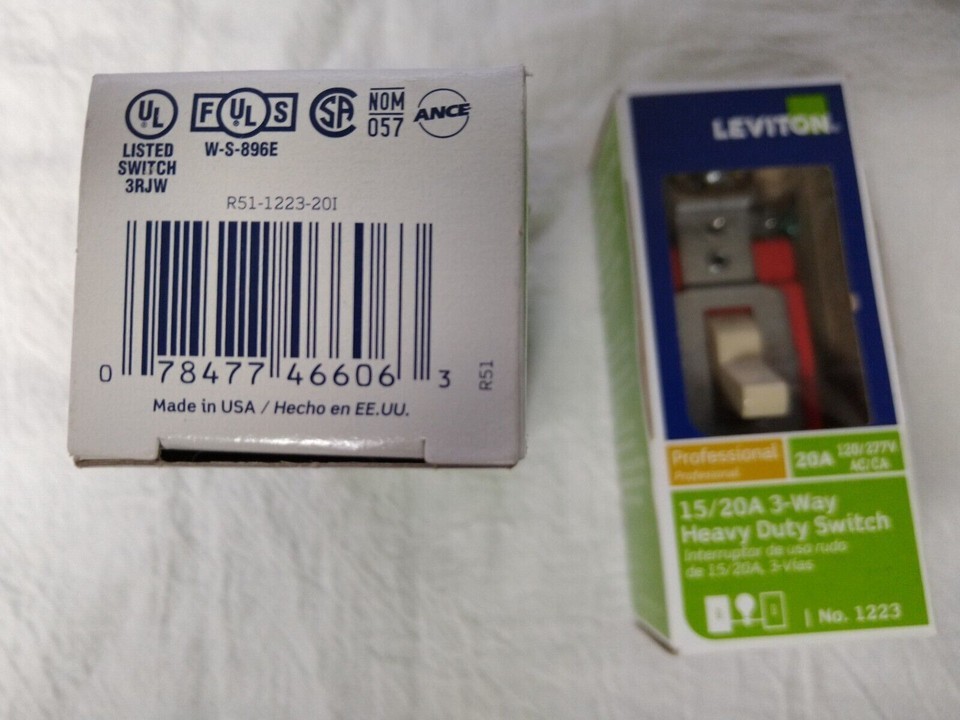 UL
LISTED
SWITCH
3RJW
F UL S
W-S-896E
SA
NOM
057
ANCE
R51-1223-20I
0 78477 46606 3
R51
Made in USA / Hecho en EE.UU.
LEVITON
Professional
Profesional
20A 120/277V
AC/CA
15/20A 3-Way
Heavy Duty Switch
Interruptor de uso rudo
de 15/20A, 3-Vías
| No. 1223